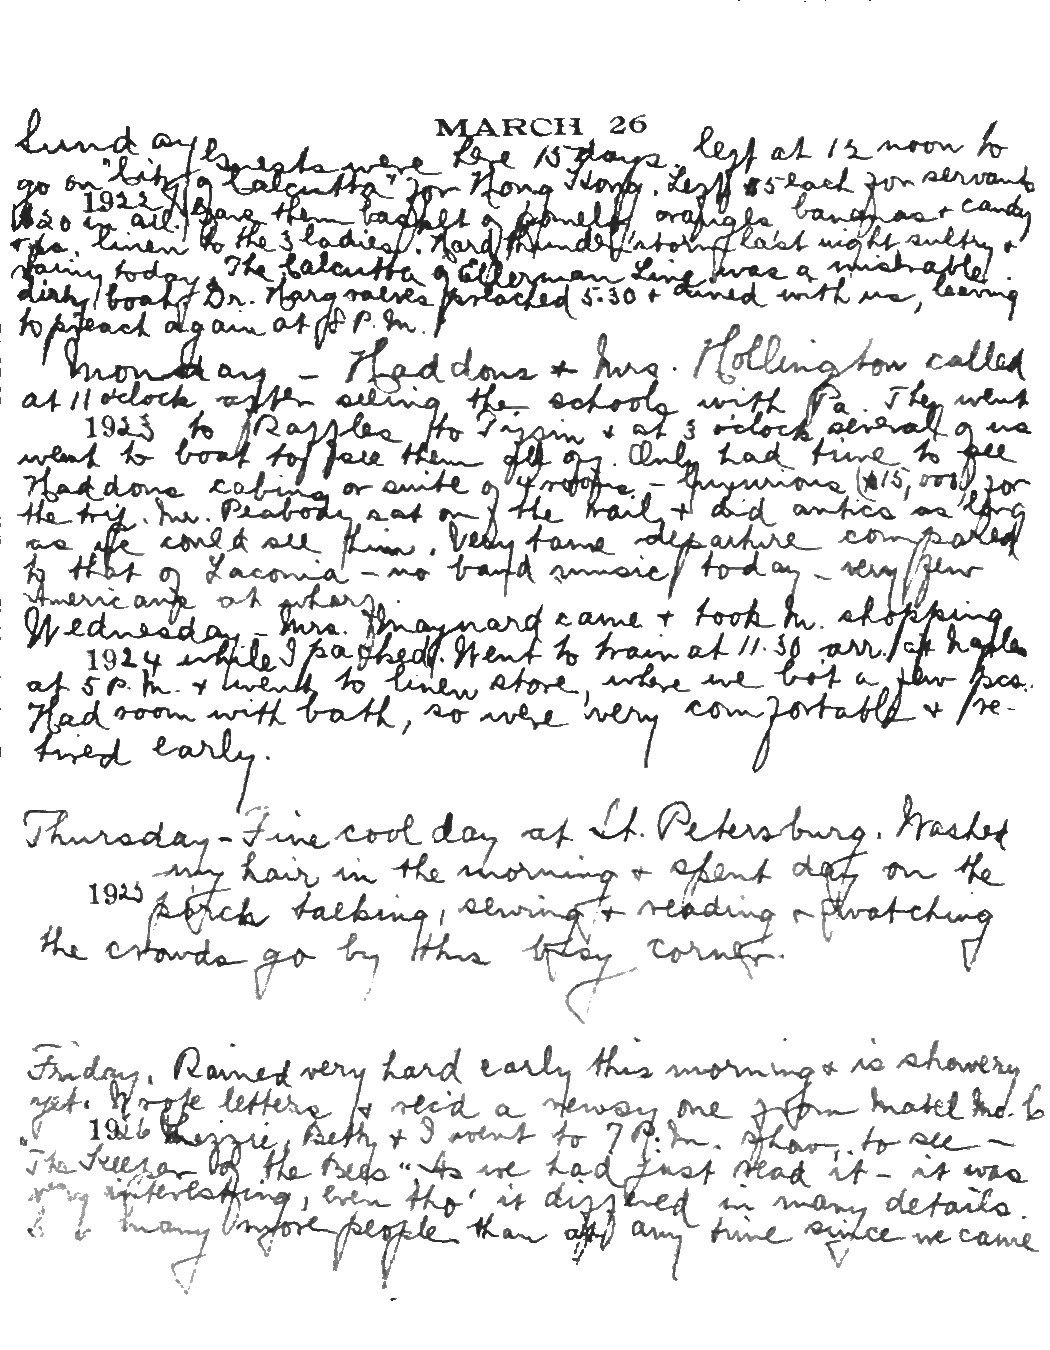 MARCH 26
Sunday Guests were here 15 days. left at 12 noon to
go on "City of Calcutta" for Hong Kong. Left $5 each for servants
1922 $20 in all. Gave them basket of pomelos oranges bananas + candy
+ pcs. linen to the 3 ladies. Hard thunder storm last night sultry +
rainy today. The Calcutta of Ellerman Line was a miserable
dirty boat. Dr. Hargraves preached 5.30 + dined with us, leaving
to preach again at 8 P.M.
Monday – Haddons + Mrs. Hollington called
at 11 oclock after seeing the schools with Pa. They went
1923 to Raffles to Tiffin + at 3 o'clock several of us
went to boat to see them off. Only had time to see
Haddons cabins or suite of 4 rooms – luxurious ($15,000) for
the trip. Mr. Peabody sat on the rail + did antics as long
as we could see him. Very tame departure compared
to that of Laconia – no band music today – very few
Americans at wharf.
Wednesday – Mrs. Maynard came + took M. shopping
1924 while I packed. Went to train at 11.30 arr. at Naples
at 5 P.M. + went to linen store, where we bot a few pcs.
Had room with bath, so were very comfortable + re-
tired early.
Thursday – Fine cool day at St. Petersburg. Washed
my hair in the morning + spent day on the
1925 porch talking, sewing + reading + watching
the crowds go by this busy corner.
Friday. Rained very hard early this morning + is showery
yet. Wrote letters + rec'd a newsy one from Mabel Mc. C
1926 Lizzie, Beth, + I went to 7 P.M. show, to see –
"The Keeper of the Bees". As we had just read it – it was
very interesting, even tho' it differed in many details.
many more people than at any time since we came